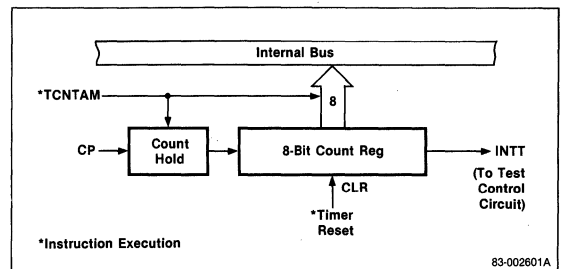 Internal Bus
*TCNTAM
8
CP
Count
Hold
8-Bit Count Reg
INTT
(To Test
Control
Circuit)
CLR
*Timer
Reset
*Instruction Execution
83-002601A